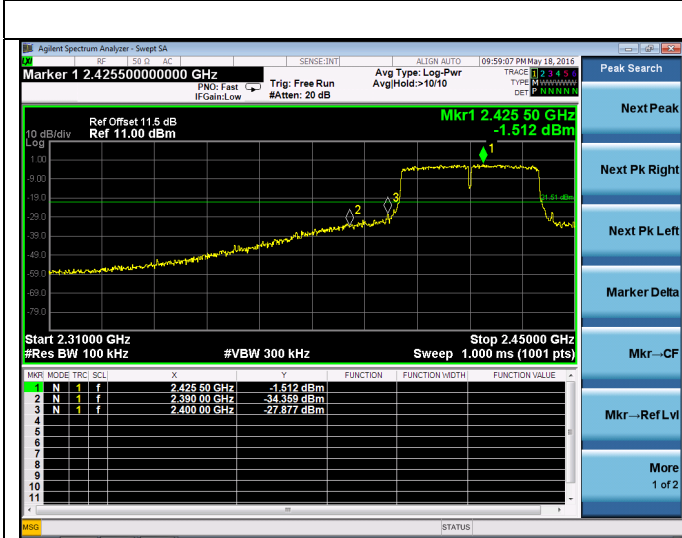 Agilent Spectrum Analyzer - Swept SA
LXI RF 50 Ω AC SENSE:INT ALIGN AUTO 09:59:07 PM May 18, 2016
Marker 1 2.425500000000 GHz
PNO: Fast
IFGain:Low
Trig: Free Run
#Atten: 20 dB
Avg Type: Log-Pwr
Avg|Hold:>10/10
TRACE 1 2 3 4 5 6
TYPE M
DET P N N N N N
Peak Search
Ref Offset 11.5 dB
10 dB/div Ref 11.00 dBm
Log
Mkr1 2.425 50 GHz
-1.512 dBm
1.00
-9.00
-19.0
-29.0
-39.0
-49.0
-59.0
-69.0
-79.0
1
2
3
-21.51 dBm
Start 2.31000 GHz Stop 2.45000 GHz
#Res BW 100 kHz #VBW 300 kHz Sweep 1.000 ms (1001 pts)
MKR MODE TRC SCL X Y FUNCTION FUNCTION WIDTH FUNCTION VALUE
1 N 1 f 2.425 50 GHz -1.512 dBm
2 N 1 f 2.390 00 GHz -34.359 dBm
3 N 1 f 2.400 00 GHz -27.877 dBm
4
5
6
7
8
9
10
11
MSG STATUS
Next Peak
Next Pk Right
Next Pk Left
Marker Delta
Mkr→CF
Mkr→Ref Lvl
More
1 of 2